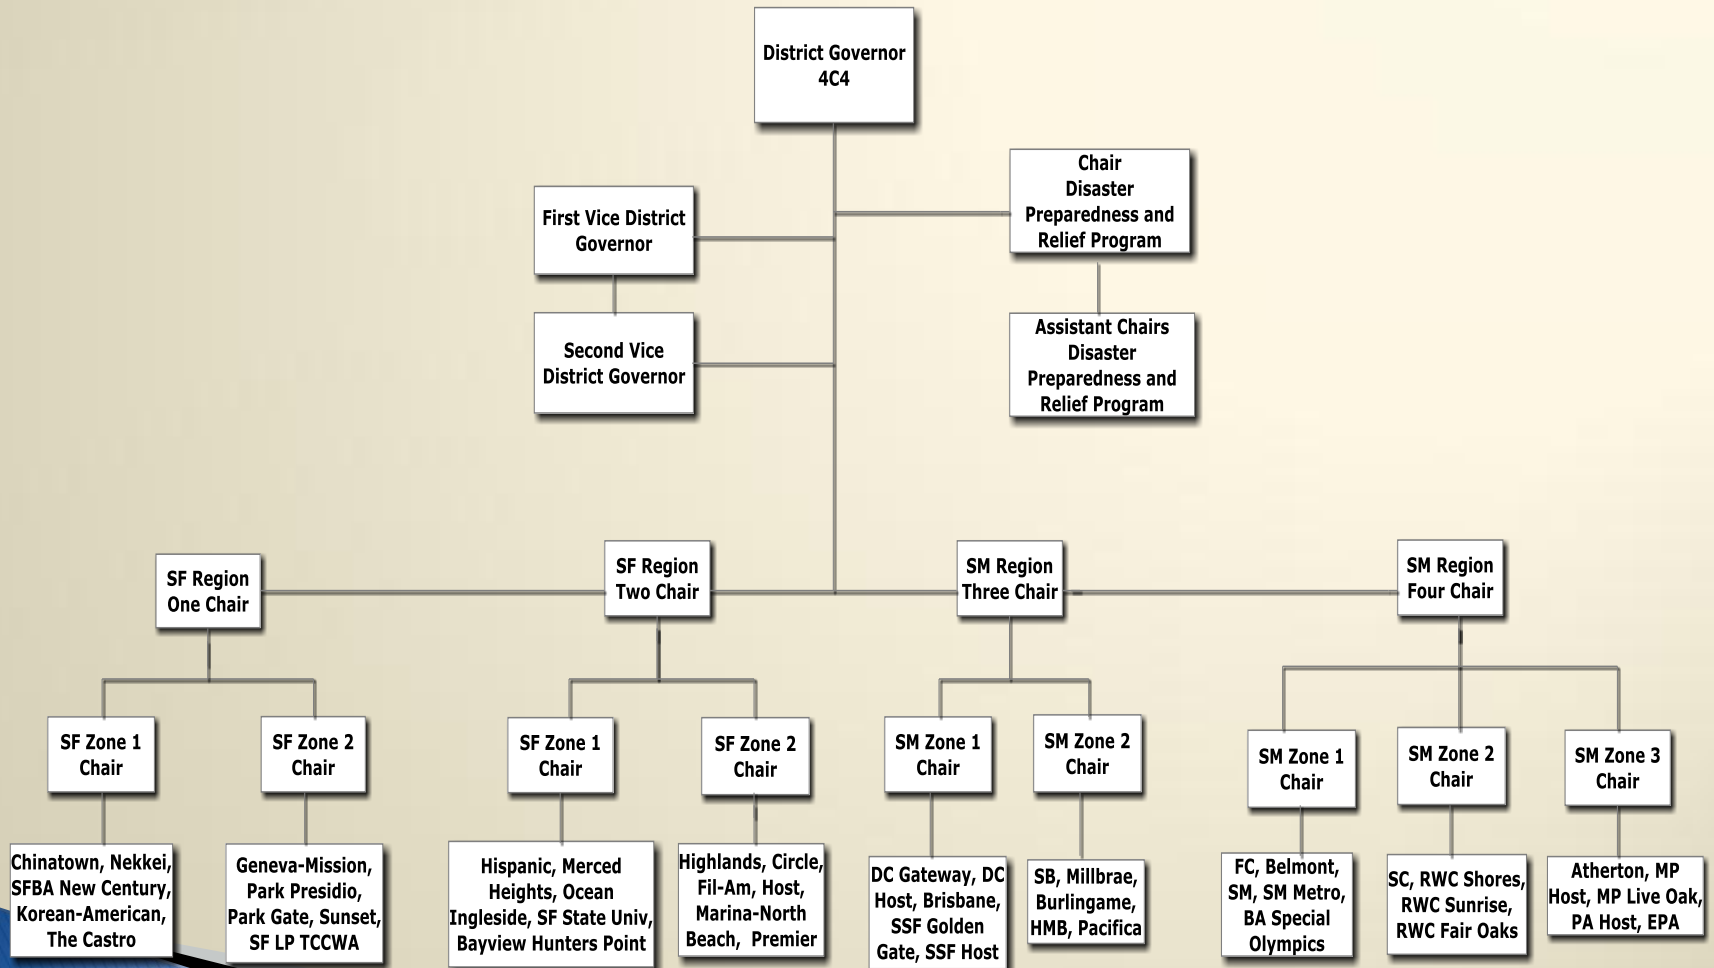 District Governor
4C4
Chair
Disaster
Preparedness and
Relief Program
First Vice District
Governor
Second Vice
District Governor
Assistant Chairs
Disaster
Preparedness and
Relief Program
SF Region
One Chair
SF Region
Two Chair
SM Region
Three Chair
SM Region
Four Chair
SF Zone 1
Chair
SF Zone 2
Chair
SF Zone 1
Chair
SF Zone 2
Chair
SM Zone 1
Chair
SM Zone 2
Chair
SM Zone 1
Chair
SM Zone 2
Chair
SM Zone 3
Chair
Chinatown, Nekkei,
SFBA New Century,
Korean-American,
The Castro
Geneva-Mission,
Park Presidio,
Park Gate, Sunset,
SF LP TCCWA
Hispanic, Merced
Heights, Ocean
Ingleside, SF State Univ,
Bayview Hunters Point
Highlands, Circle,
Fil-Am, Host,
Marina-North
Beach, Premier
DC Gateway, DC
Host, Brisbane,
SSF Golden
Gate, SSF Host
SB, Millbrae,
Burlingame,
HMB, Pacifica
FC, Belmont,
SM, SM Metro,
BA Special
Olympics
SC, RWC Shores,
RWC Sunrise,
RWC Fair Oaks
Atherton, MP
Host, MP Live Oak,
PA Host, EPA